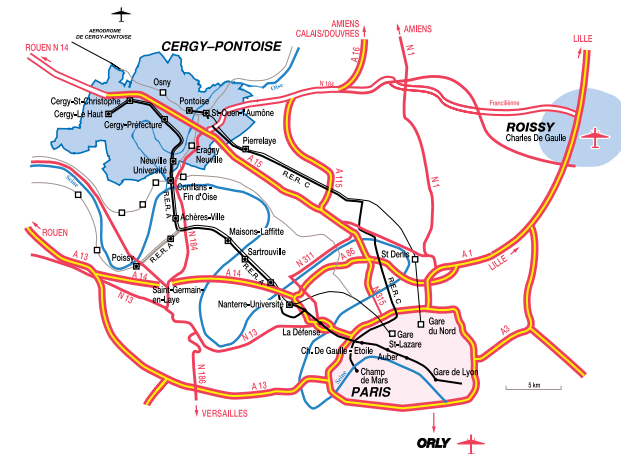 AERODROME
DE CERGY-PONTOISE
CERGY-PONTOISE
ROUEN N 14
AMIENS
CALAIS/DOUVRES
AMIENS
LILLE
A 16
N 1
N 184
Osny
Oise
Cergy-St-Christophe
Pontoise
Cergy-Le Haut
St-Ouen-l'Aumône
Cergy-Préfecture
Francilienne
ROISSY
Charles De Gaulle
Eragny
Neuville
Pierrelaye
Neuville
Université
A 15
R.E.R. C
A 115
N 1
Seine
Conflans-
Fin d'Oise
R.E.R. A
Achères-Ville
N 184
Maisons-Laffitte
ROUEN
R.E.R. A
Sartrouville
N 311
A 86
St Denis
A 1
LILLE
Poissy
A 13
A 14
A 14
R.E.R. A
R.E.R. C
N 315
N 13
Saint-Germain-
en-Laye
Nanterre-Université
N 13
La Défense
Gare
St-Lazare
Gare
du Nord
A3
Ch. De Gaulle - Etoile
Auber
N 186
A 13
Seine
Champ
de Mars
Gare de Lyon
PARIS
5 km
VERSAILLES
ORLY